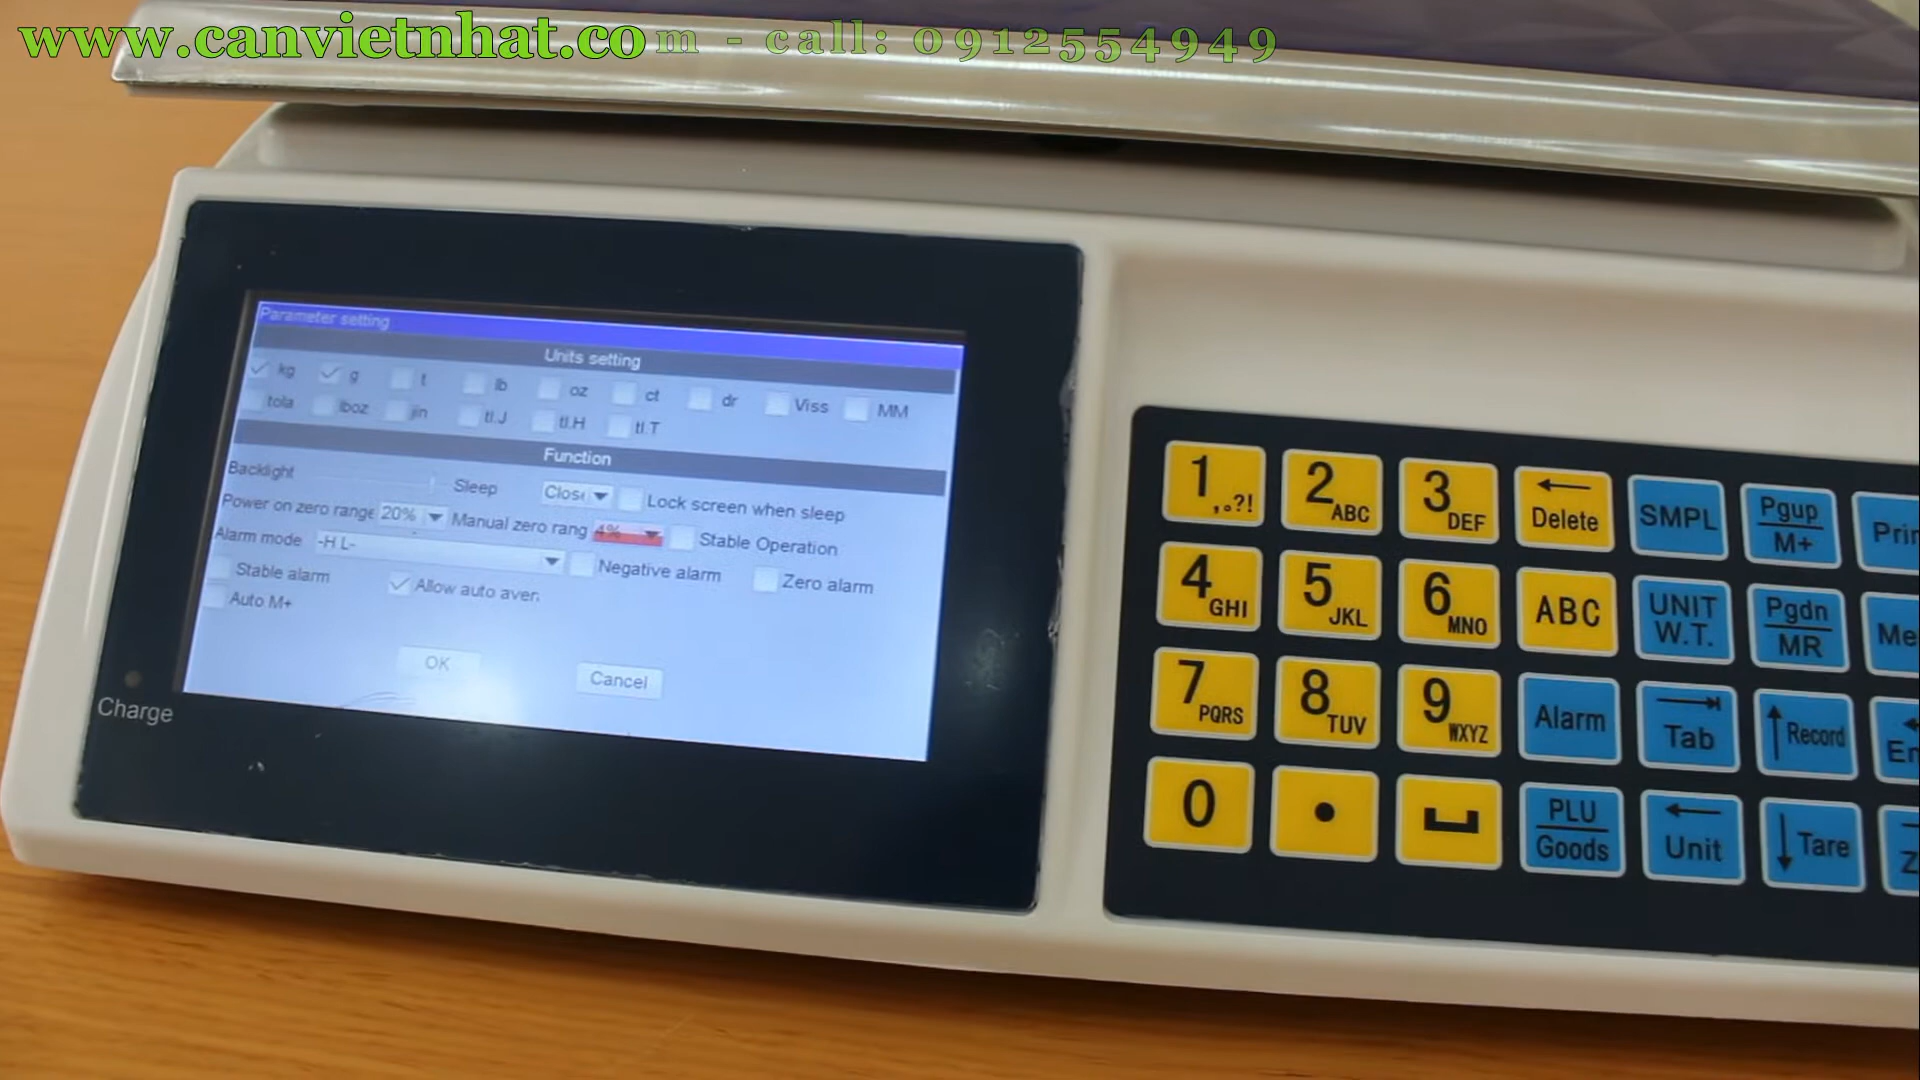 www.canvietnhat.com - call: 0912554949
Parameter setting
Units setting
kg g t lb oz ct dr Viss MM
tola lboz jin tl.J tl.H tl.T
Function
Backlight Sleep Close Lock screen when sleep
Power on zero range 20% Manual zero rang 4% Stable Operation
Alarm mode -H L- Negative alarm Zero alarm
Stable alarm Allow auto aver
Auto M+
OK Cancel
Charge
1 ,。?! 2 ABC 3 DEF Delete SMPL Pgup M+ Prin
4 GHI 5 JKL 6 MNO ABC UNIT W.T. Pgdn MR Me
7 PQRS 8 TUV 9 WXYZ Alarm Tab Record En
0 . PLU Goods Unit Tare Z